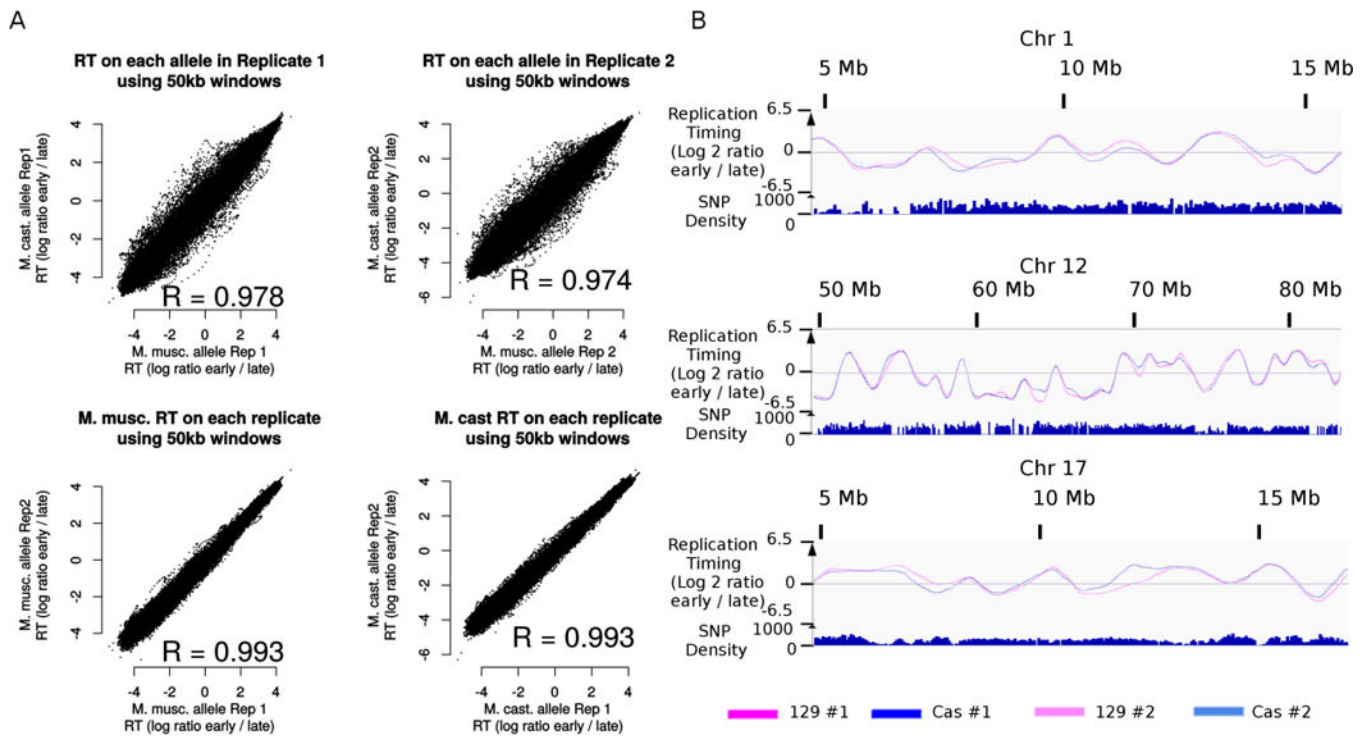 A
RT on each allele in Replicate 1
using 50kb windows
M. cast. allele Rep1
RT (log ratio early / late)
4
2
0
-2
-4
R = 0.978
-4 -2 0 2 4
M. musc. allele Rep 1
RT (log ratio early / late)
RT on each allele in Replicate 2
using 50kb windows
M. cast. allele Rep2
RT (log ratio early / late)
4
2
0
-2
-4
-6
R = 0.974
-4 -2 0 2 4
M. musc. allele Rep 2
RT (log ratio early / late)
M. musc. RT on each replicate
using 50kb windows
M. musc. allele Rep2
RT (log ratio early / late)
4
2
0
-2
-4
R = 0.993
-4 -2 0 2 4
M. musc. allele Rep 1
RT (log ratio early / late)
M. cast RT on each replicate
using 50kb windows
M. cast. allele Rep2
RT (log ratio early / late)
4
2
0
-2
-4
-6
R = 0.993
-4 -2 0 2 4
M. cast. allele Rep 1
RT (log ratio early / late)
B
Chr 1
5 Mb 10 Mb 15 Mb
Replication
Timing
(Log 2 ratio
early / late)
6.5
0
-6.5
SNP
Density
1000
0
Chr 12
50 Mb 60 Mb 70 Mb 80 Mb
Replication
Timing
(Log 2 ratio
early / late)
6.5
0
-6.5
SNP
Density
1000
0
Chr 17
5 Mb 10 Mb 15 Mb
Replication
Timing
(Log 2 ratio
early / late)
6.5
0
-6.5
SNP
Density
1000
0
129 #1 Cas #1 129 #2 Cas #2